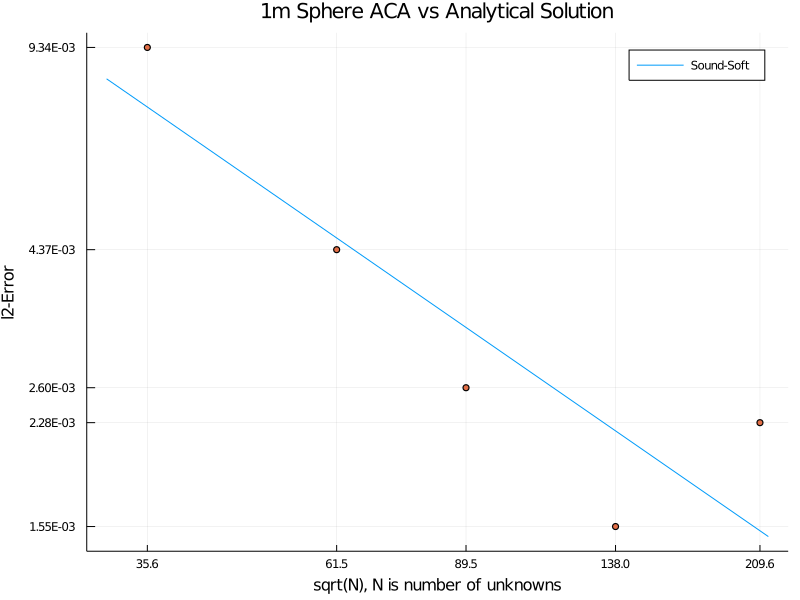 1m Sphere ACA vs Analytical Solution
Sound-Soft
l2-Error
9.34E-03
4.37E-03
2.60E-03
2.28E-03
1.55E-03
35.6 61.5 89.5 138.0 209.6
sqrt(N), N is number of unknowns